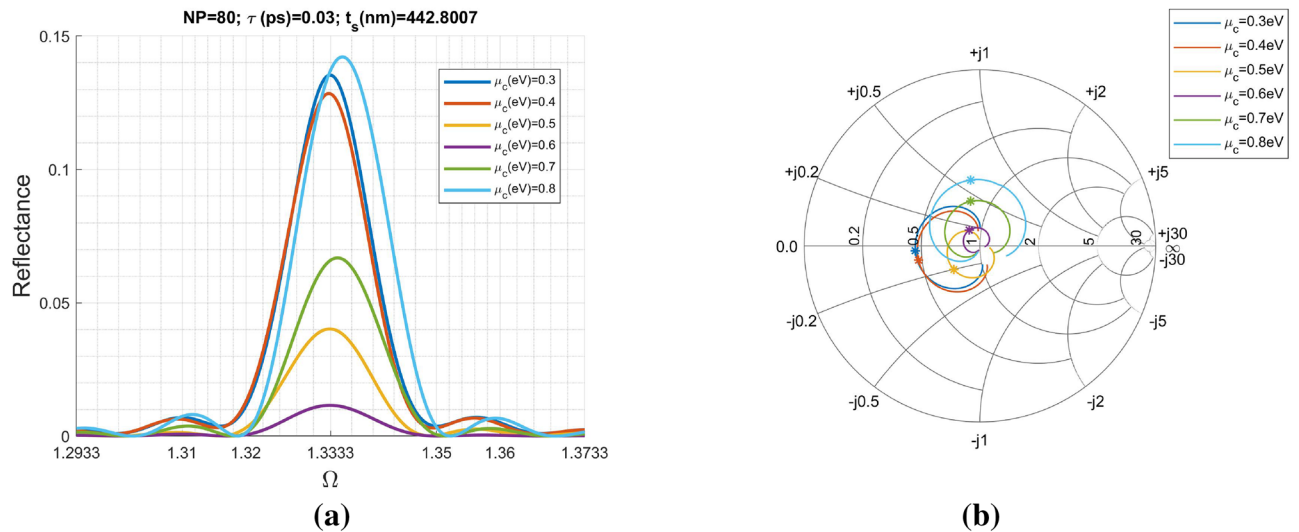 NP=80; τ (ps)=0.03; t_s(nm)=442.8007
0.15
0.1
0.05
0
Reflectance
1.2933
1.31
1.32
1.3333
1.35
1.36
1.3733
Ω
μ_c(eV)=0.3
μ_c(eV)=0.4
μ_c(eV)=0.5
μ_c(eV)=0.6
μ_c(eV)=0.7
μ_c(eV)=0.8
(a)
μ_c=0.3eV
μ_c=0.4eV
μ_c=0.5eV
μ_c=0.6eV
μ_c=0.7eV
μ_c=0.8eV
+j1
+j0.5
+j2
+j0.2
+j5
0.0
0.2
0.5
1
2
5
30
+j30
∞
-j30
-j0.2
-j5
-j0.5
-j2
-j1
(b)